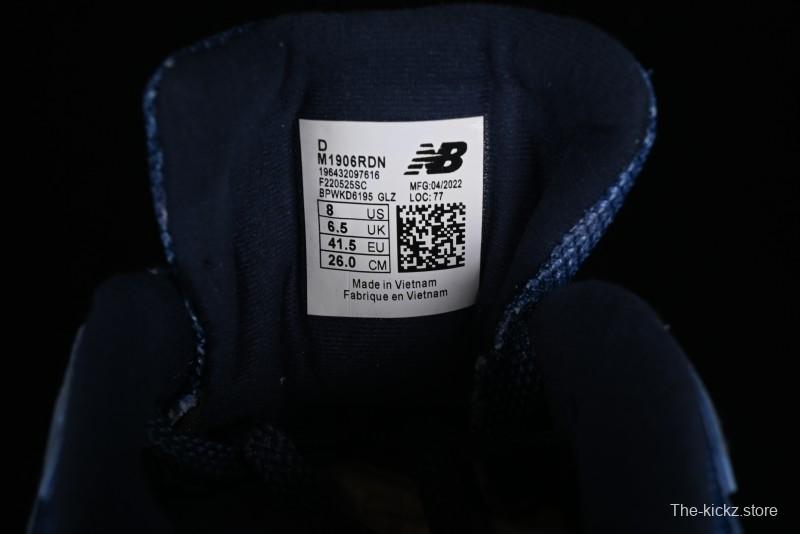 D
M1906RDN
196432097616
F220525SC
BPWKD6195 GLZ
NB
MFG:04/2022
LOC: 77
8 US
6.5 UK
41.5 EU
26.0 CM
Made in Vietnam
Fabrique en Vietnam
The-kickz.store